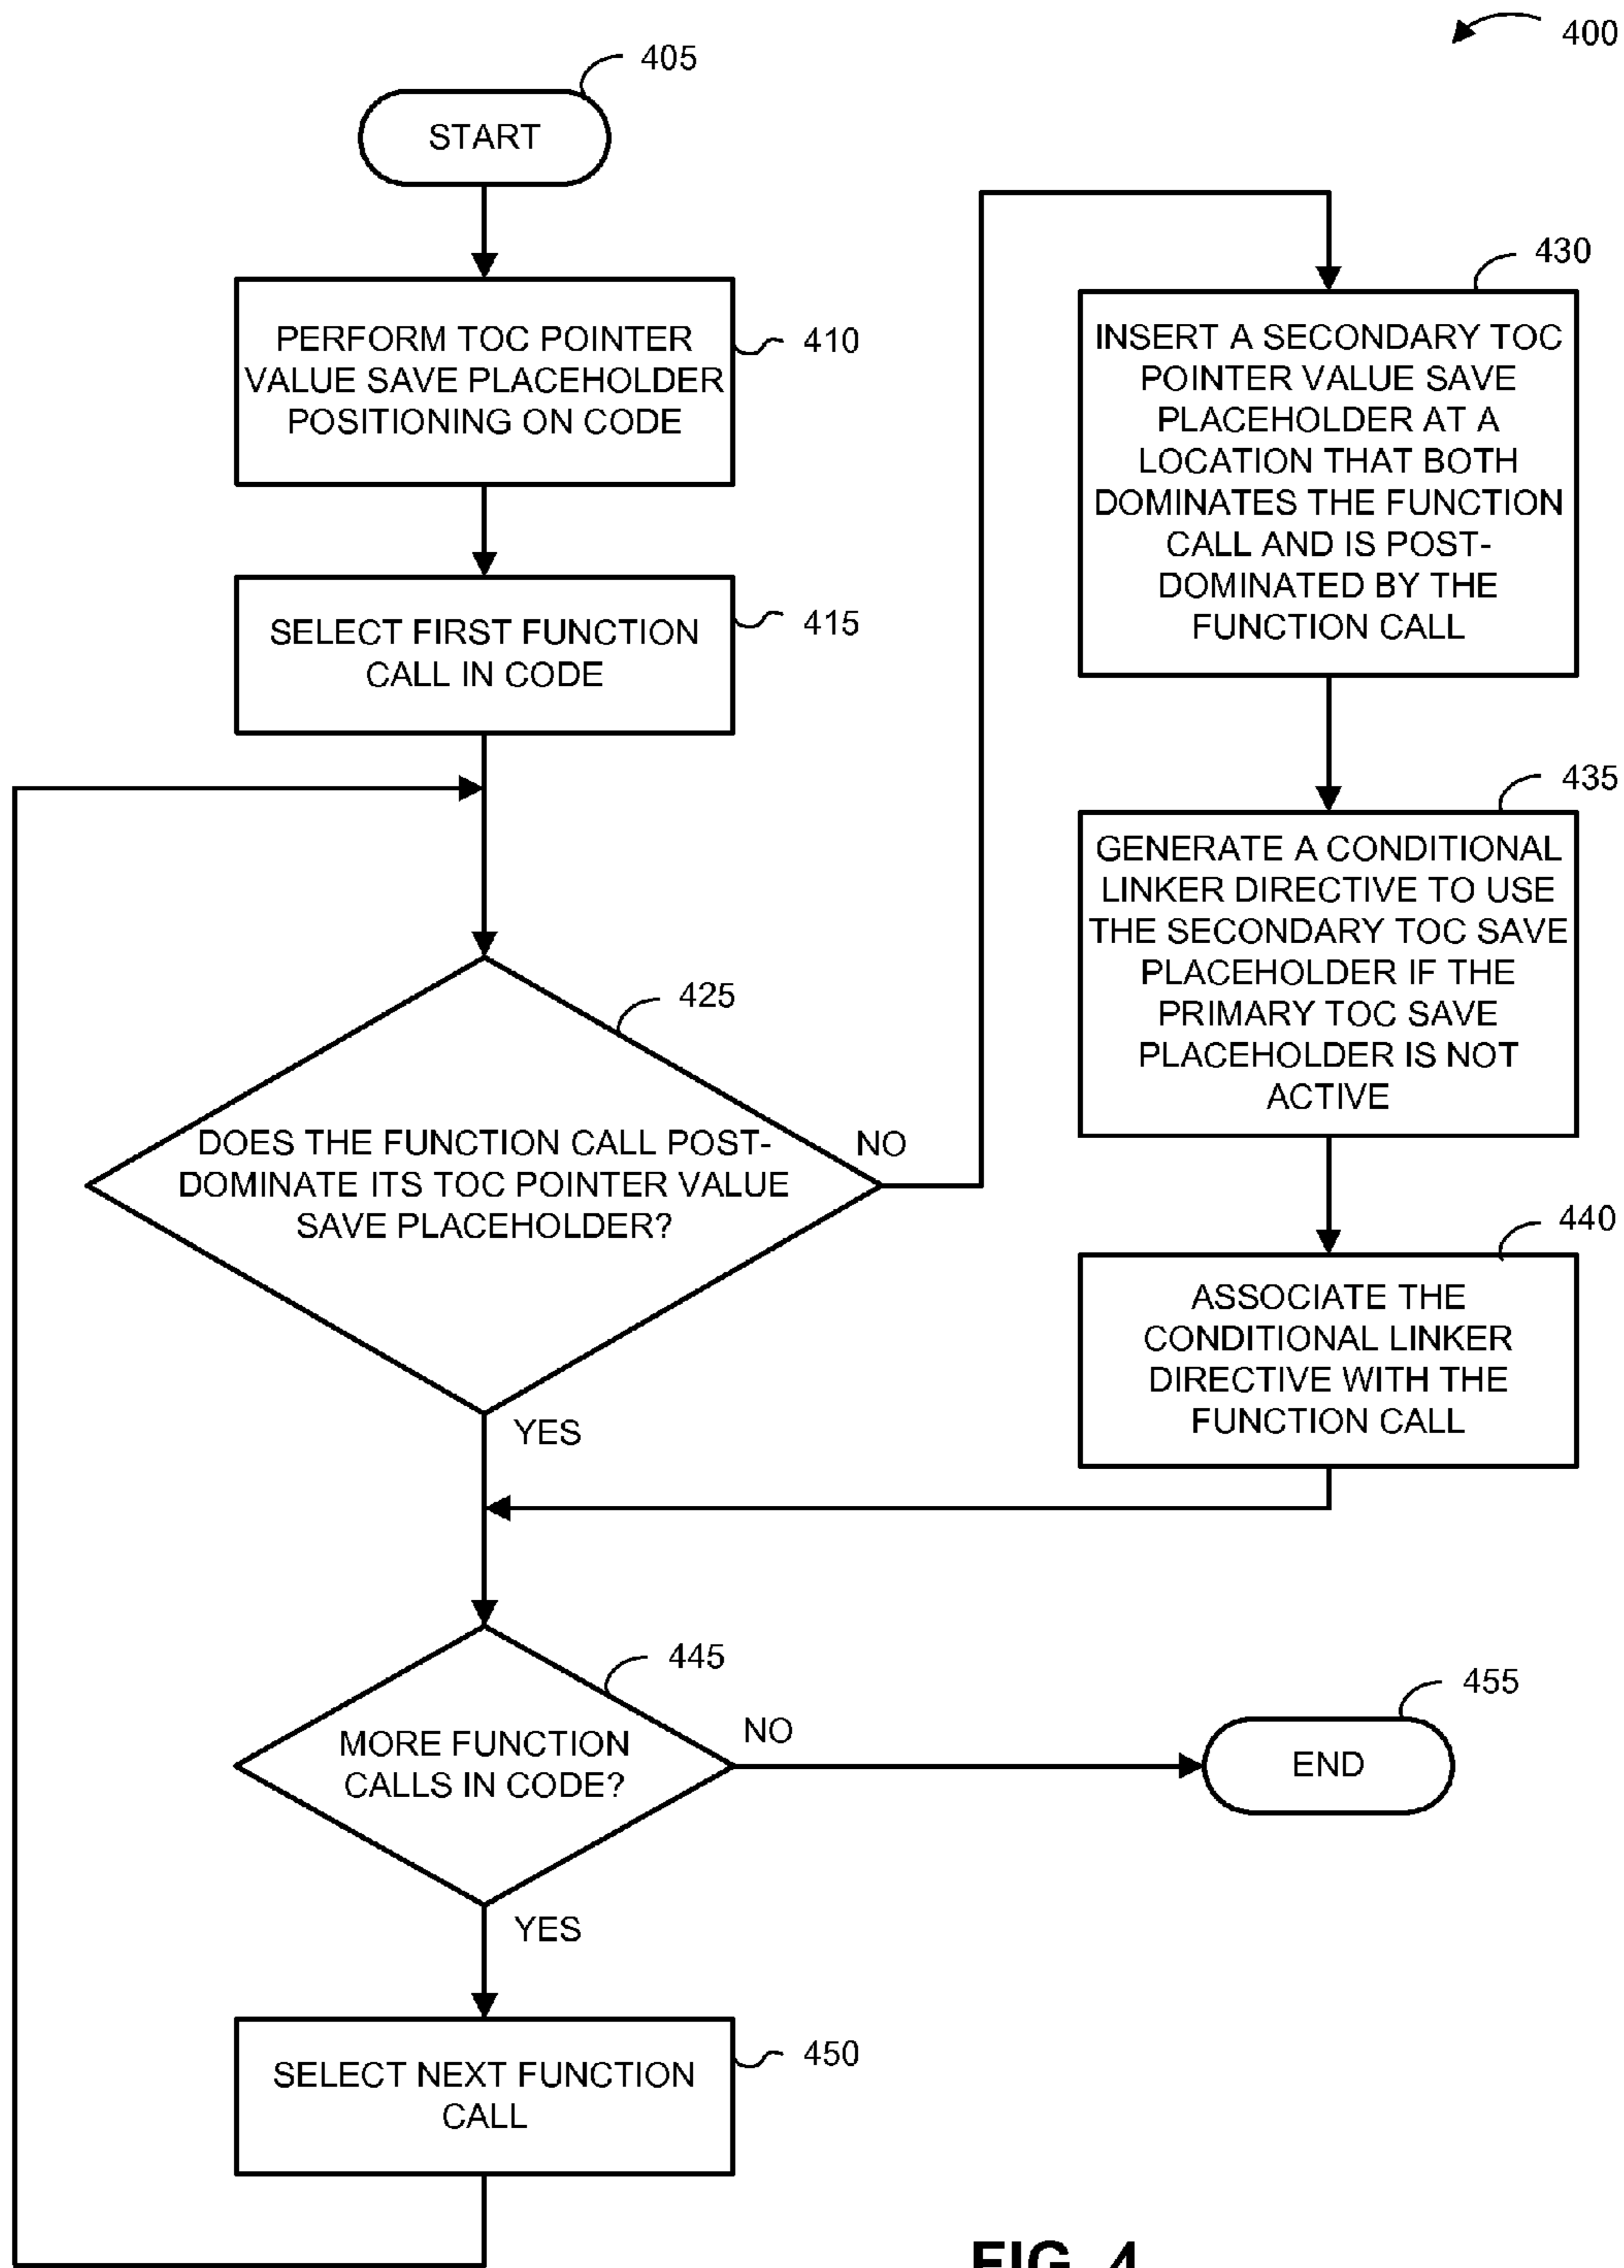 400
405
START
PERFORM TOC POINTER
VALUE SAVE PLACEHOLDER
POSITIONING ON CODE
410
SELECT FIRST FUNCTION
CALL IN CODE
415
425
DOES THE FUNCTION CALL POST-
DOMINATE ITS TOC POINTER VALUE
SAVE PLACEHOLDER?
NO
YES
430
INSERT A SECONDARY TOC
POINTER VALUE SAVE
PLACEHOLDER AT A
LOCATION THAT BOTH
DOMINATES THE FUNCTION
CALL AND IS POST-
DOMINATED BY THE
FUNCTION CALL
435
GENERATE A CONDITIONAL
LINKER DIRECTIVE TO USE
THE SECONDARY TOC SAVE
PLACEHOLDER IF THE
PRIMARY TOC SAVE
PLACEHOLDER IS NOT
ACTIVE
440
ASSOCIATE THE
CONDITIONAL LINKER
DIRECTIVE WITH THE
FUNCTION CALL
445
MORE FUNCTION
CALLS IN CODE?
NO
455
END
YES
SELECT NEXT FUNCTION
CALL
450
FIG. 4